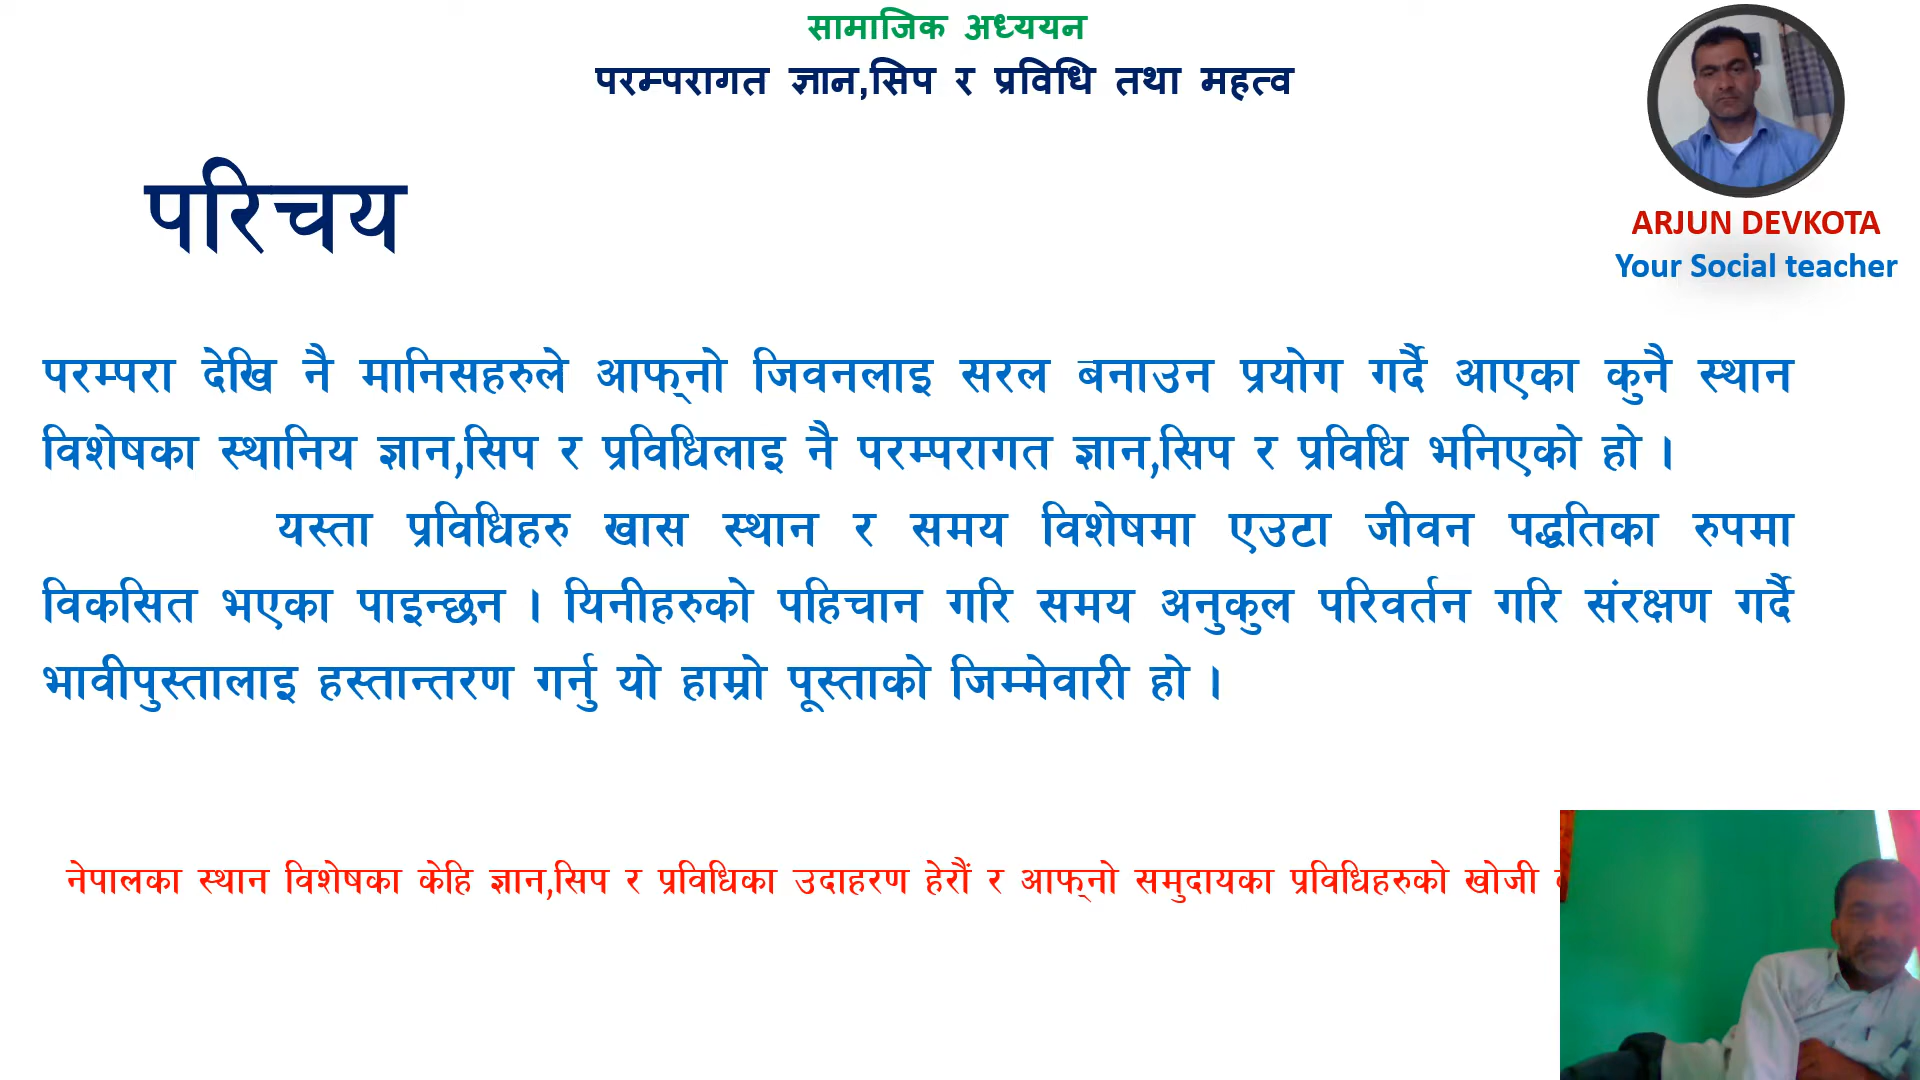 सामाजिक अध्ययन
परम्परागत ज्ञान,सिप र प्रविधि तथा महत्व
ARJUN DEVKOTA
Your Social teacher
परिचय
परम्परा देखि नै मानिसहरुले आफ्‌नो जिवनलाइ सरल बनाउन प्रयोग गर्दै आएका कुनै स्थान
विशेषका स्थानिय ज्ञान,सिप र प्रविधिलाइ नै परम्परागत ज्ञान,सिप र प्रविधि भनिएको हो ।
यस्ता प्रविधिहरु खास स्थान र समय विशेषमा एउटा जीवन पद्धतिका रुपमा
विकसित भएका पाइन्छन । यिनीहरुको पहिचान गरि समय अनुकुल परिवर्तन गरि संरक्षण गर्दै
भावीपुस्तालाइ हस्तान्तरण गर्नु यो हाम्रो पूस्ताको जिम्मेवारी हो ।
नेपालका स्थान विशेषका केहि ज्ञान,सिप र प्रविधिका उदाहरण हेरौं र आफ्‌नो समुदायका प्रविधिहरुको खोजी